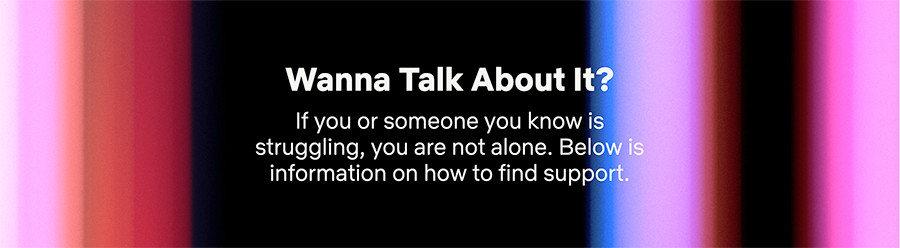 Wanna Talk About It?
If you or someone you know is
struggling, you are not alone. Below is
information on how to find support.